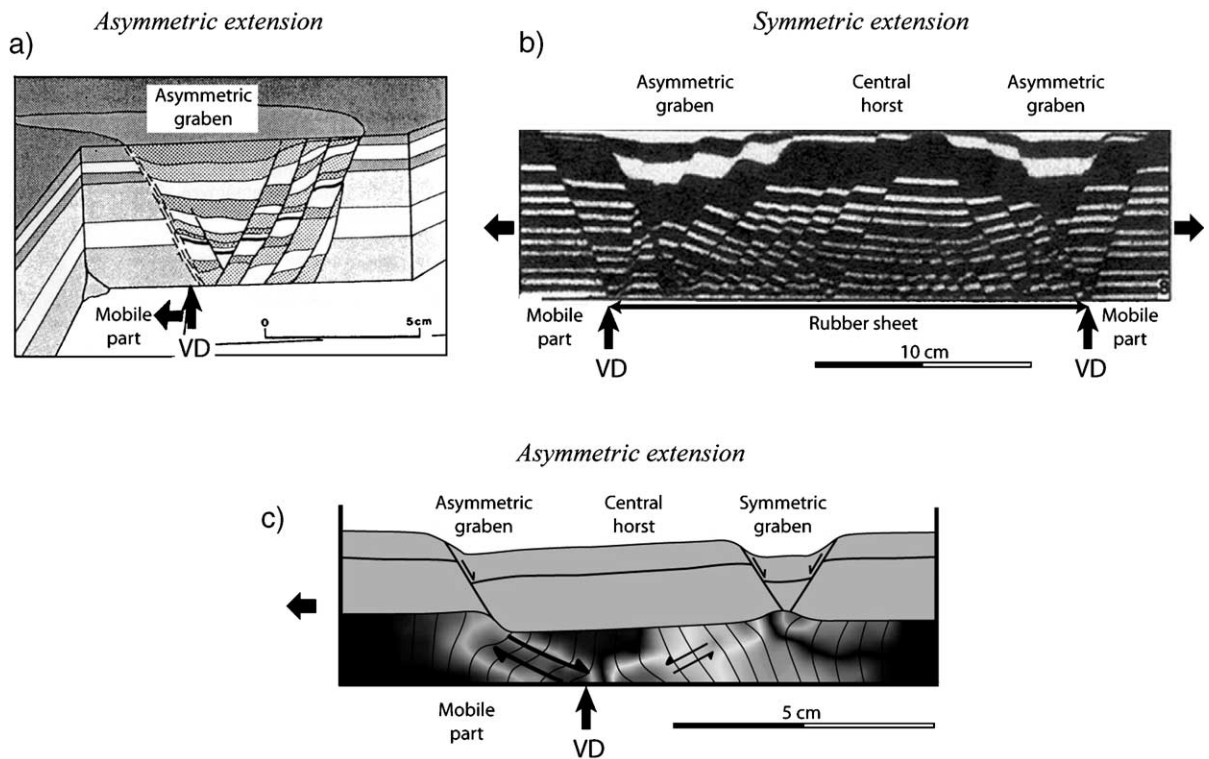 Asymmetric extension
a)
Asymmetric
graben
Mobile
part
VD
0
5cm
Symmetric extension
b)
Asymmetric
graben
Central
horst
Asymmetric
graben
Mobile
part
Rubber sheet
Mobile
part
VD
VD
10 cm
Asymmetric extension
c)
Asymmetric
graben
Central
horst
Symmetric
graben
Mobile
part
VD
5 cm